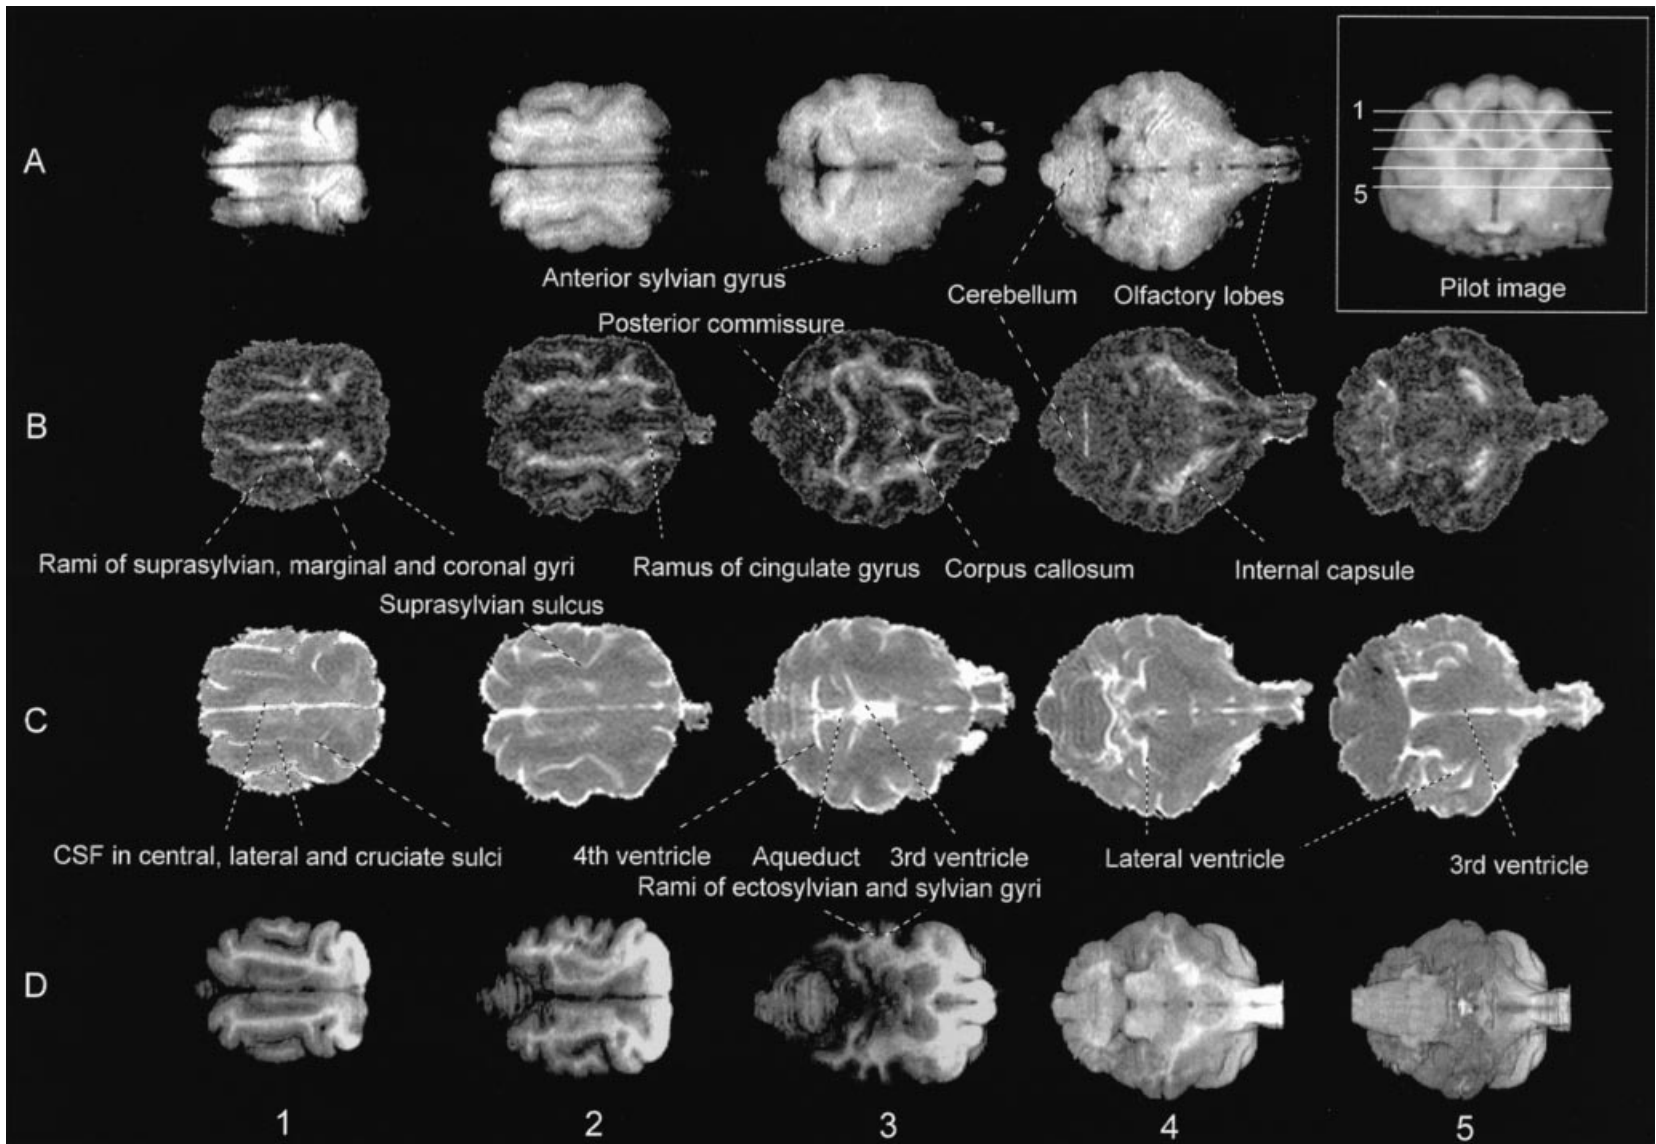 A
1
5
Pilot image
Anterior sylvian gyrus
Cerebellum
Olfactory lobes
Posterior commissure
B
Rami of suprasylvian, marginal and coronal gyri
Ramus of cingulate gyrus
Corpus callosum
Internal capsule
Suprasylvian sulcus
C
CSF in central, lateral and cruciate sulci
4th ventricle
Aqueduct
3rd ventricle
Lateral ventricle
3rd ventricle
Rami of ectosylvian and sylvian gyri
D
1 2 3 4 5